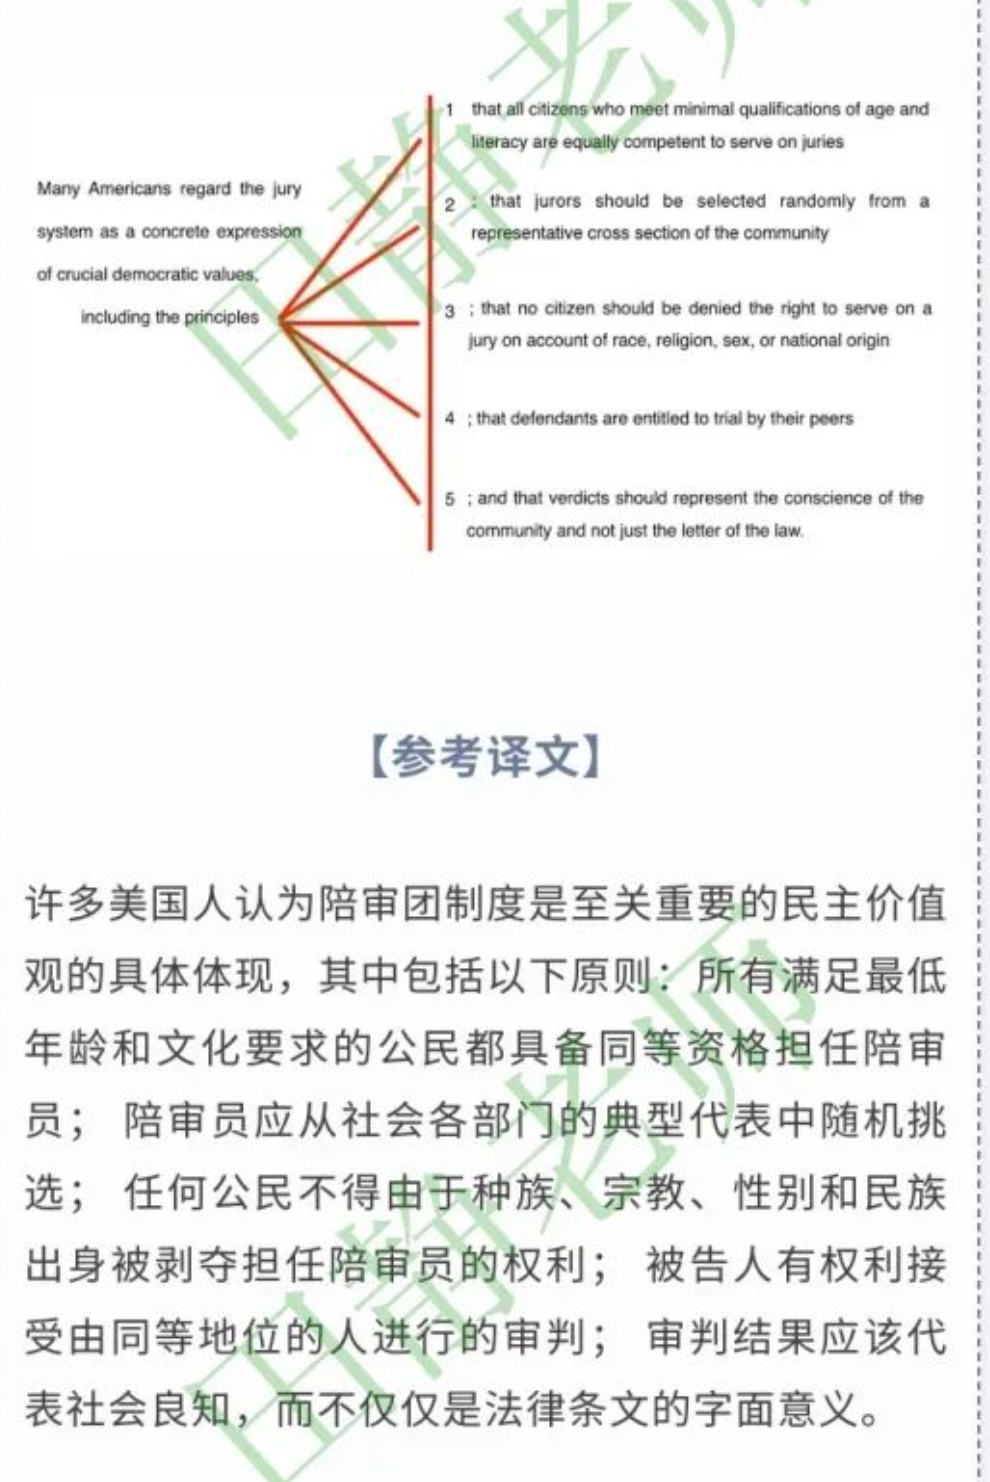 Many Americans regard the jury
system as a concrete expression
of crucial democratic values,
including the principles
1 that all citizens who meet minimal qualifications of age and
literacy are equally competent to serve on juries
2 ; that jurors should be selected randomly from a
representative cross section of the community
3 ; that no citizen should be denied the right to serve on a
jury on account of race, religion, sex, or national origin
4 ; that defendants are entitled to trial by their peers
5 ; and that verdicts should represent the conscience of the
community and not just the letter of the law.
【参考译文】
许多美国人认为陪审团制度是至关重要的民主价值
观的具体体现，其中包括以下原则：所有满足最低
年龄和文化要求的公民都具备同等资格担任陪审
员； 陪审员应从社会各部门的典型代表中随机挑
选； 任何公民不得由于种族、宗教、性别和民族
出身被剥夺担任陪审员的权利； 被告人有权利接
受由同等地位的人进行的审判； 审判结果应该代
表社会良知，而不仅仅是法律条文的字面意义。
田静老师
田静老师